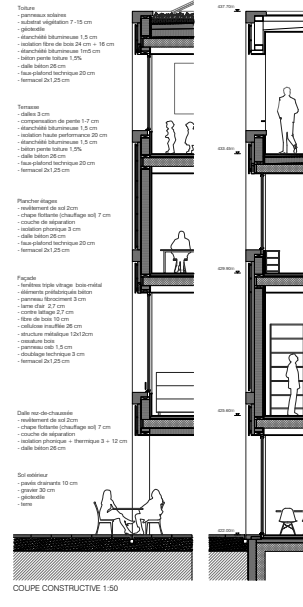 Toiture
- panneaux solaires
- substrat végétation 7 -15 cm
- géotextile
- étanchéité bitumineuse 1,5 cm
- isolation fibre de bois 24 cm + 16 cm
- étanchéité bitumineuse 1m5 cm
- béton pente toiture 1,5%
- dalle béton 26 cm
- faux-plafond technique 20 cm
- fermacel 2x1,25 cm
Terrasse
- dalles 3 cm
- compensation de pente 1-7 cm
- étanchéité bitumineuse 1,5 cm
- isolation haute performance 20 cm
- étanchéité bitumineuse 1,5 cm
- béton pente toiture 1,5%
- dalle béton 26 cm
- faux-plafond technique 20 cm
- fermacel 2x1,25 cm
Plancher étages
- revêtement de sol 2cm
- chape flottante (chauffage sol) 7 cm
- couche de séparation
- isolation phonique 3 cm
- dalle béton 26 cm
- faux-plafond technique 20 cm
- fermacel 2x1,25 cm
Façade
- fenêtres triple vitrage bois-métal
- éléments préfabriqués béton
- panneau fibrociment 3 cm
- lame d'air 2,7 cm
- contre lattage 2,7 cm
- fibre de bois 10 cm
- cellulose insufflée 26 cm
- structure métalique 12x12cm
- ossature bois
- panneau osb 1,5 cm
- doublage technique 3 cm
- fermacel 2x1,25 cm
Dalle rez-de-chaussée
- revêtement de sol 2cm
- chape flottante (chauffage sol) 7 cm
- couche de séparation
- isolation phonique + thermique 3 + 12 cm
- dalle béton 26 cm
Sol extérieur
- pavés drainants 10 cm
- gravier 30 cm
- géotextile
- terre
COUPE CONSTRUCTIVE 1:50